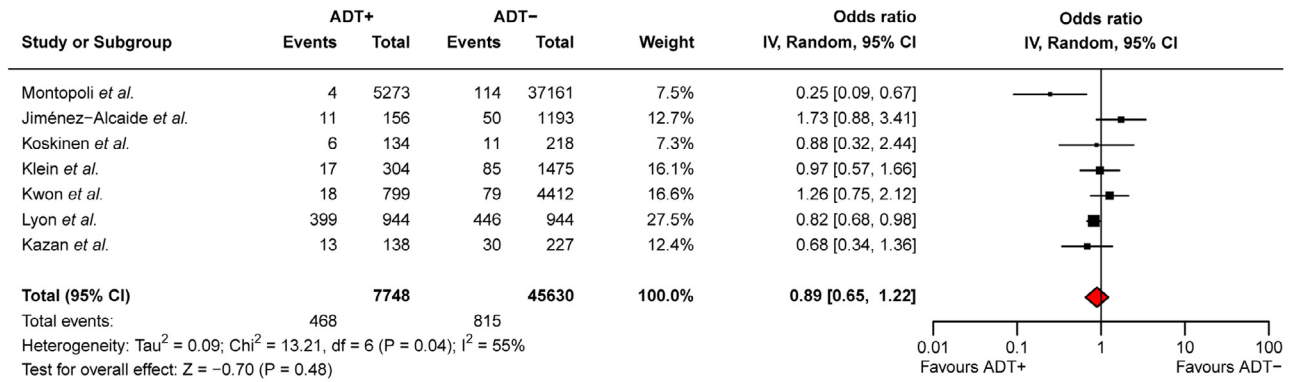 ADT+ ADT− Odds ratio Odds ratio
Study or Subgroup Events Total Events Total Weight IV, Random, 95% CI IV, Random, 95% CI
Montopoli et al. 4 5273 114 37161 7.5% 0.25 [0.09, 0.67]
Jiménez−Alcaide et al. 11 156 50 1193 12.7% 1.73 [0.88, 3.41]
Koskinen et al. 6 134 11 218 7.3% 0.88 [0.32, 2.44]
Klein et al. 17 304 85 1475 16.1% 0.97 [0.57, 1.66]
Kwon et al. 18 799 79 4412 16.6% 1.26 [0.75, 2.12]
Lyon et al. 399 944 446 944 27.5% 0.82 [0.68, 0.98]
Kazan et al. 13 138 30 227 12.4% 0.68 [0.34, 1.36]
Total (95% CI) 7748 45630 100.0% 0.89 [0.65, 1.22]
Total events: 468 815
Heterogeneity: Tau² = 0.09; Chi² = 13.21, df = 6 (P = 0.04); I² = 55%
Test for overall effect: Z = −0.70 (P = 0.48)
0.01 0.1 1 10 100
Favours ADT+ Favours ADT−